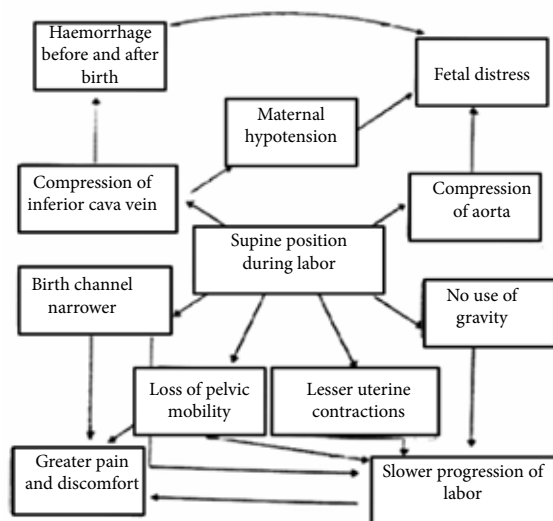 Haemorrhage
before and after
birth
Fetal distress
Maternal
hypotension
Compression of
inferior cava vein
Compression
of aorta
Supine position
during labor
Birth channel
narrower
No use of
gravity
Loss of pelvic
mobility
Lesser uterine
contractions
Greater pain
and discomfort
Slower progression of
labor